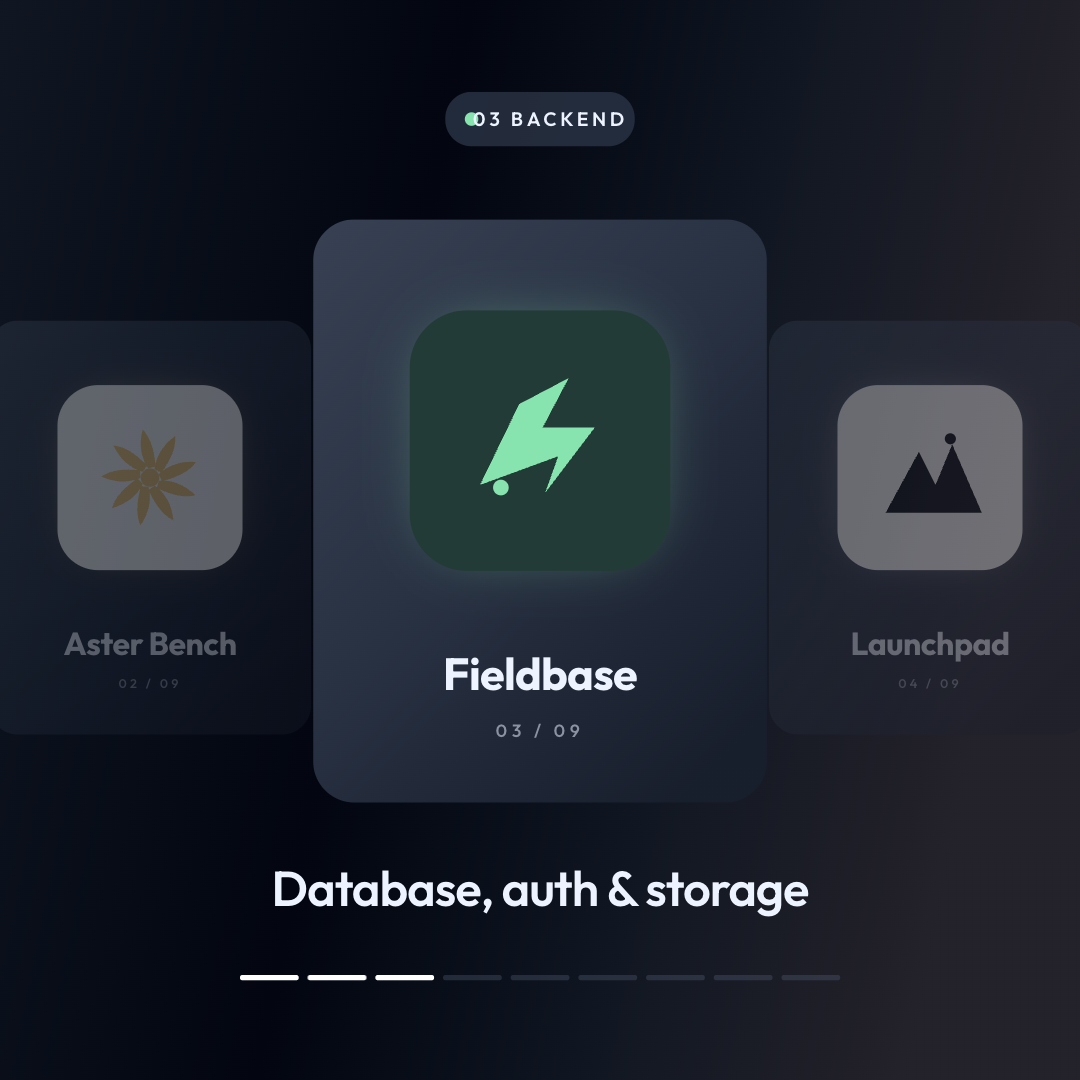 03 BACKEND
Aster Bench
02 / 09
Fieldbase
03 / 09
Launchpad
04 / 09
Database, auth & storage